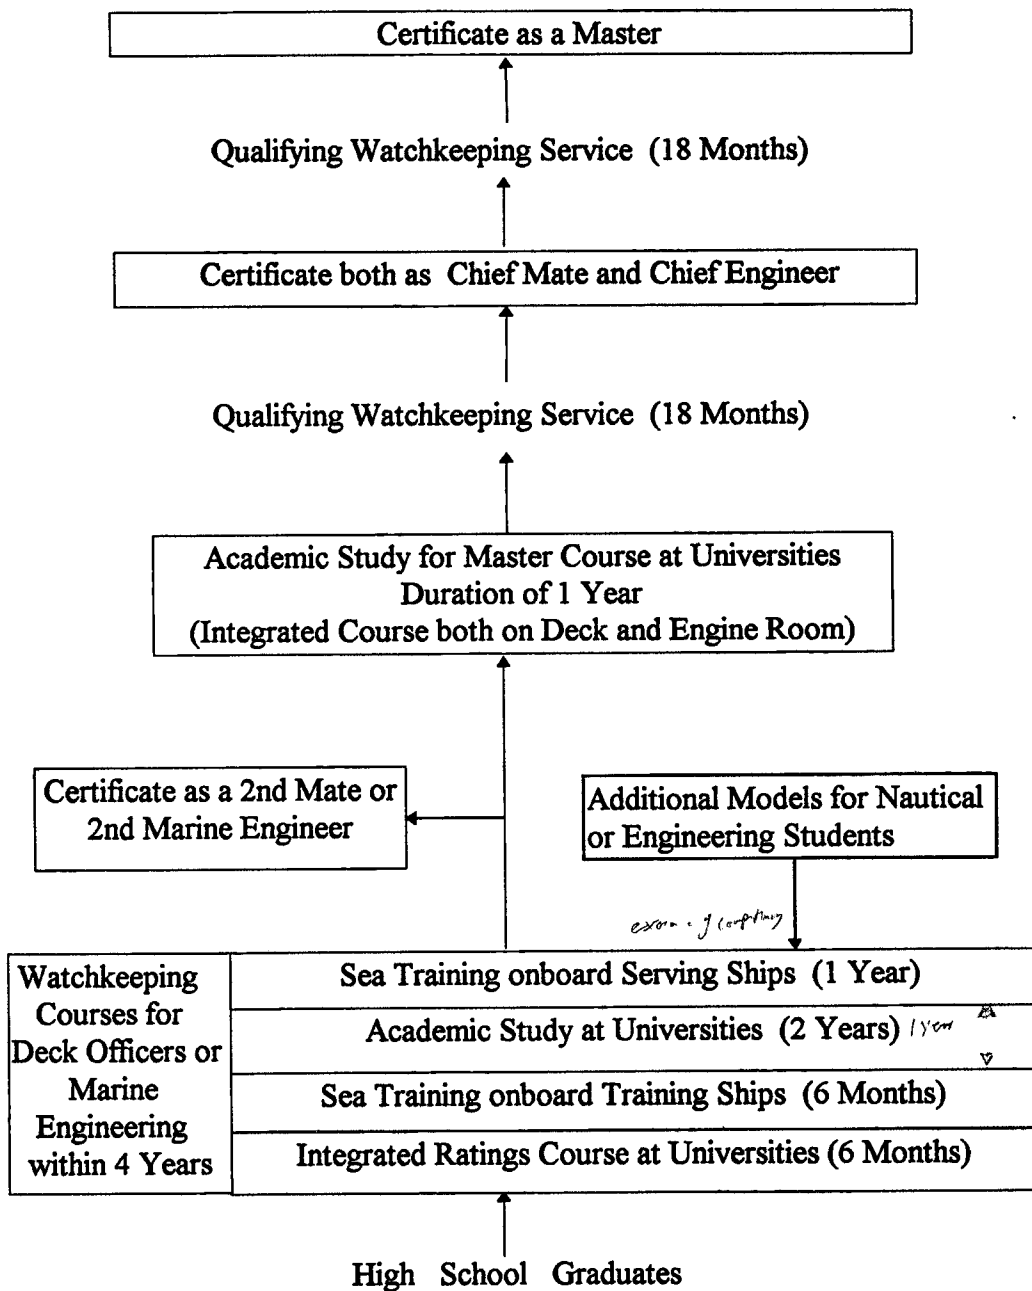 Certificate as a Master
Qualifying Watchkeeping Service (18 Months)
Certificate both as Chief Mate and Chief Engineer
Qualifying Watchkeeping Service (18 Months)
Academic Study for Master Course at Universities
Duration of 1 Year
(Integrated Course both on Deck and Engine Room)
Certificate as a 2nd Mate or
2nd Marine Engineer
Additional Models for Nautical
or Engineering Students
Watchkeeping
Courses for
Deck Officers or
Marine
Engineering
within 4 Years
Sea Training onboard Serving Ships (1 Year)
Academic Study at Universities (2 Years) 1 year
Sea Training onboard Training Ships (6 Months)
Integrated Ratings Course at Universities (6 Months)
High School Graduates